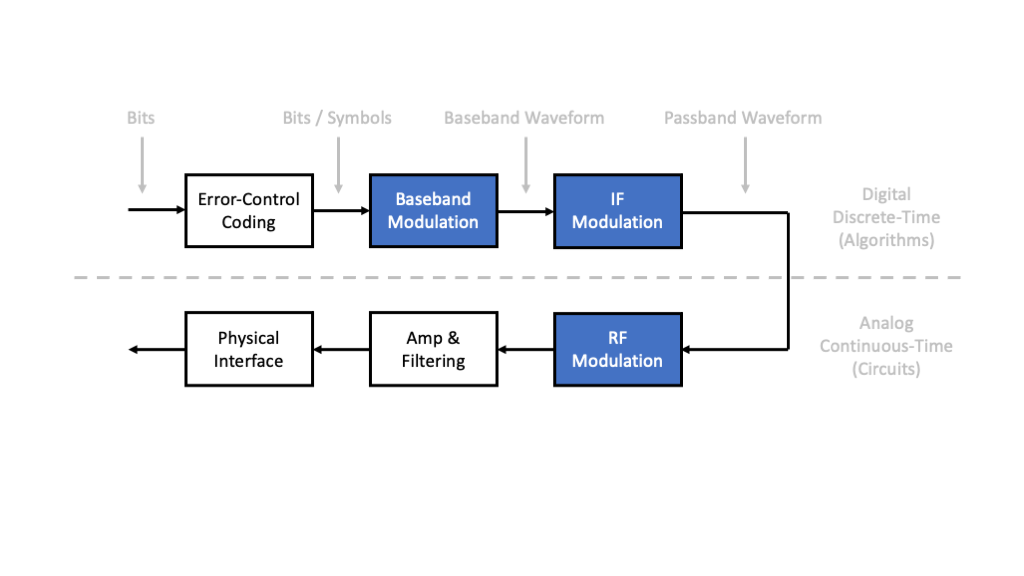 Bits
Bits / Symbols
Baseband Waveform
Passband Waveform
Error-Control
Coding
Baseband
Modulation
IF
Modulation
Digital
Discrete-Time
(Algorithms)
Physical
Interface
Amp &
Filtering
RF
Modulation
Analog
Continuous-Time
(Circuits)